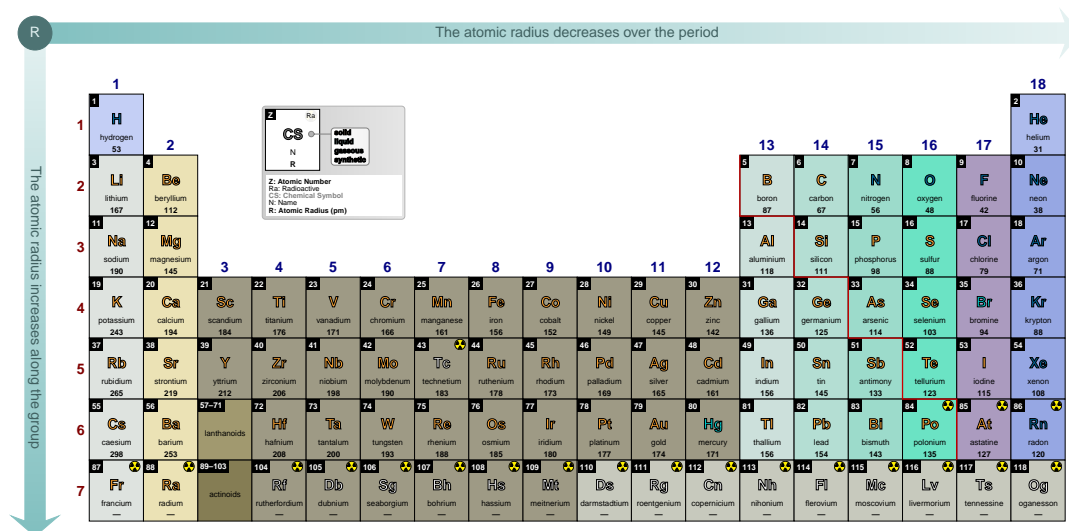 R
The atomic radius decreases over the period
The atomic radius increases along the group
1 18
1 H hydrogen 53
2 He helium 31
1
Z Ra
CS
N
R
solid
liquid
gaseous
synthetic
Z: Atomic Number
Ra: Radioactive
CS: Chemical Symbol
N: Name
R: Atomic Radius (pm)
2 13 14 15 16 17
2
3 Li lithium 167
4 Be beryllium 112
5 B boron 87
6 C carbon 67
7 N nitrogen 56
8 O oxygen 48
9 F fluorine 42
10 Ne neon 38
3
11 Na sodium 190
12 Mg magnesium 145
13 Al aluminium 118
14 Si silicon 111
15 P phosphorus 98
16 S sulfur 88
17 Cl chlorine 79
18 Ar argon 71
3 4 5 6 7 8 9 10 11 12
4
19 K potassium 243
20 Ca calcium 194
21 Sc scandium 184
22 Ti titanium 176
23 V vanadium 171
24 Cr chromium 166
25 Mn manganese 161
26 Fe iron 156
27 Co cobalt 152
28 Ni nickel 149
29 Cu copper 145
30 Zn zinc 142
31 Ga gallium 136
32 Ge germanium 125
33 As arsenic 114
34 Se selenium 103
35 Br bromine 94
36 Kr krypton 88
5
37 Rb rubidium 265
38 Sr strontium 219
39 Y yttrium 212
40 Zr zirconium 206
41 Nb niobium 198
42 Mo molybdenum 190
43 Tc technetium 183
44 Ru ruthenium 178
45 Rh rhodium 173
46 Pd palladium 169
47 Ag silver 165
48 Cd cadmium 161
49 In indium 156
50 Sn tin 145
51 Sb antimony 133
52 Te tellurium 123
53 I iodine 115
54 Xe xenon 108
6
55 Cs caesium 298
56 Ba barium 253
57–71 lanthanoids
72 Hf hafnium 208
73 Ta tantalum 200
74 W tungsten 193
75 Re rhenium 188
76 Os osmium 185
77 Ir iridium 180
78 Pt platinum 177
79 Au gold 174
80 Hg mercury 171
81 Tl thallium 156
82 Pb lead 154
83 Bi bismuth 143
84 Po polonium 135
85 At astatine 127
86 Rn radon 120
7
87 Fr francium —
88 Ra radium —
89–103 actinoids
104 Rf rutherfordium —
105 Db dubnium —
106 Sg seaborgium —
107 Bh bohrium —
108 Hs hassium —
109 Mt meitnerium —
110 Ds darmstadtium —
111 Rg roentgenium —
112 Cn copernicium —
113 Nh nihonium —
114 Fl flerovium —
115 Mc moscovium —
116 Lv livermorium —
117 Ts tennessine —
118 Og oganesson —